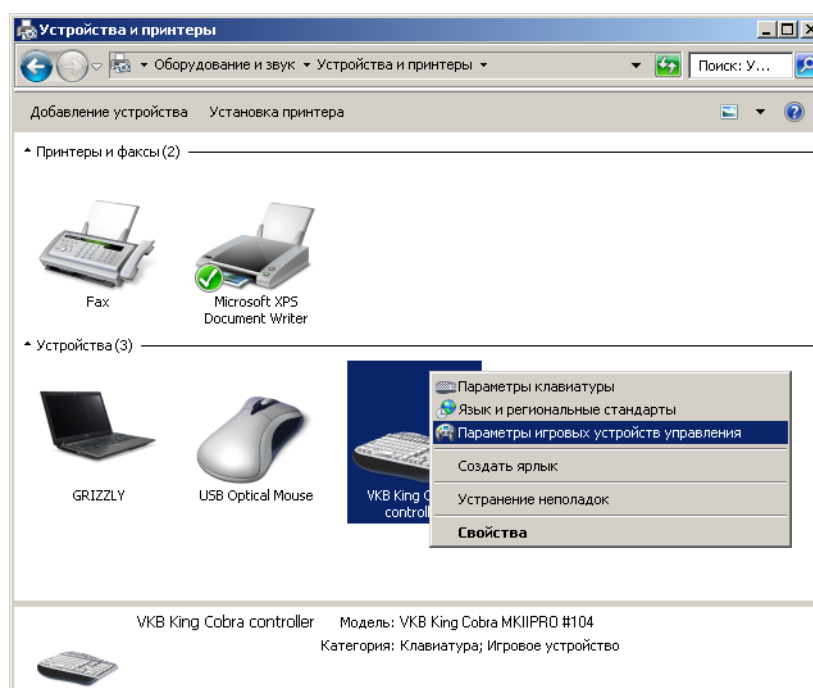 Устройства и принтеры
Оборудование и звук Устройства и принтеры Поиск: У...
Добавление устройства Установка принтера
Принтеры и факсы (2)
Fax
Microsoft XPS
Document Writer
Устройства (3)
GRIZZLY
USB Optical Mouse
VKB King
control
Параметры клавиатуры
Язык и региональные стандарты
Параметры игровых устройств управления
Создать ярлык
Устранение неполадок
Свойства
VKB King Cobra controller Модель: VKB King Cobra MKIIPRO #104
Категория: Клавиатура; Игровое устройство